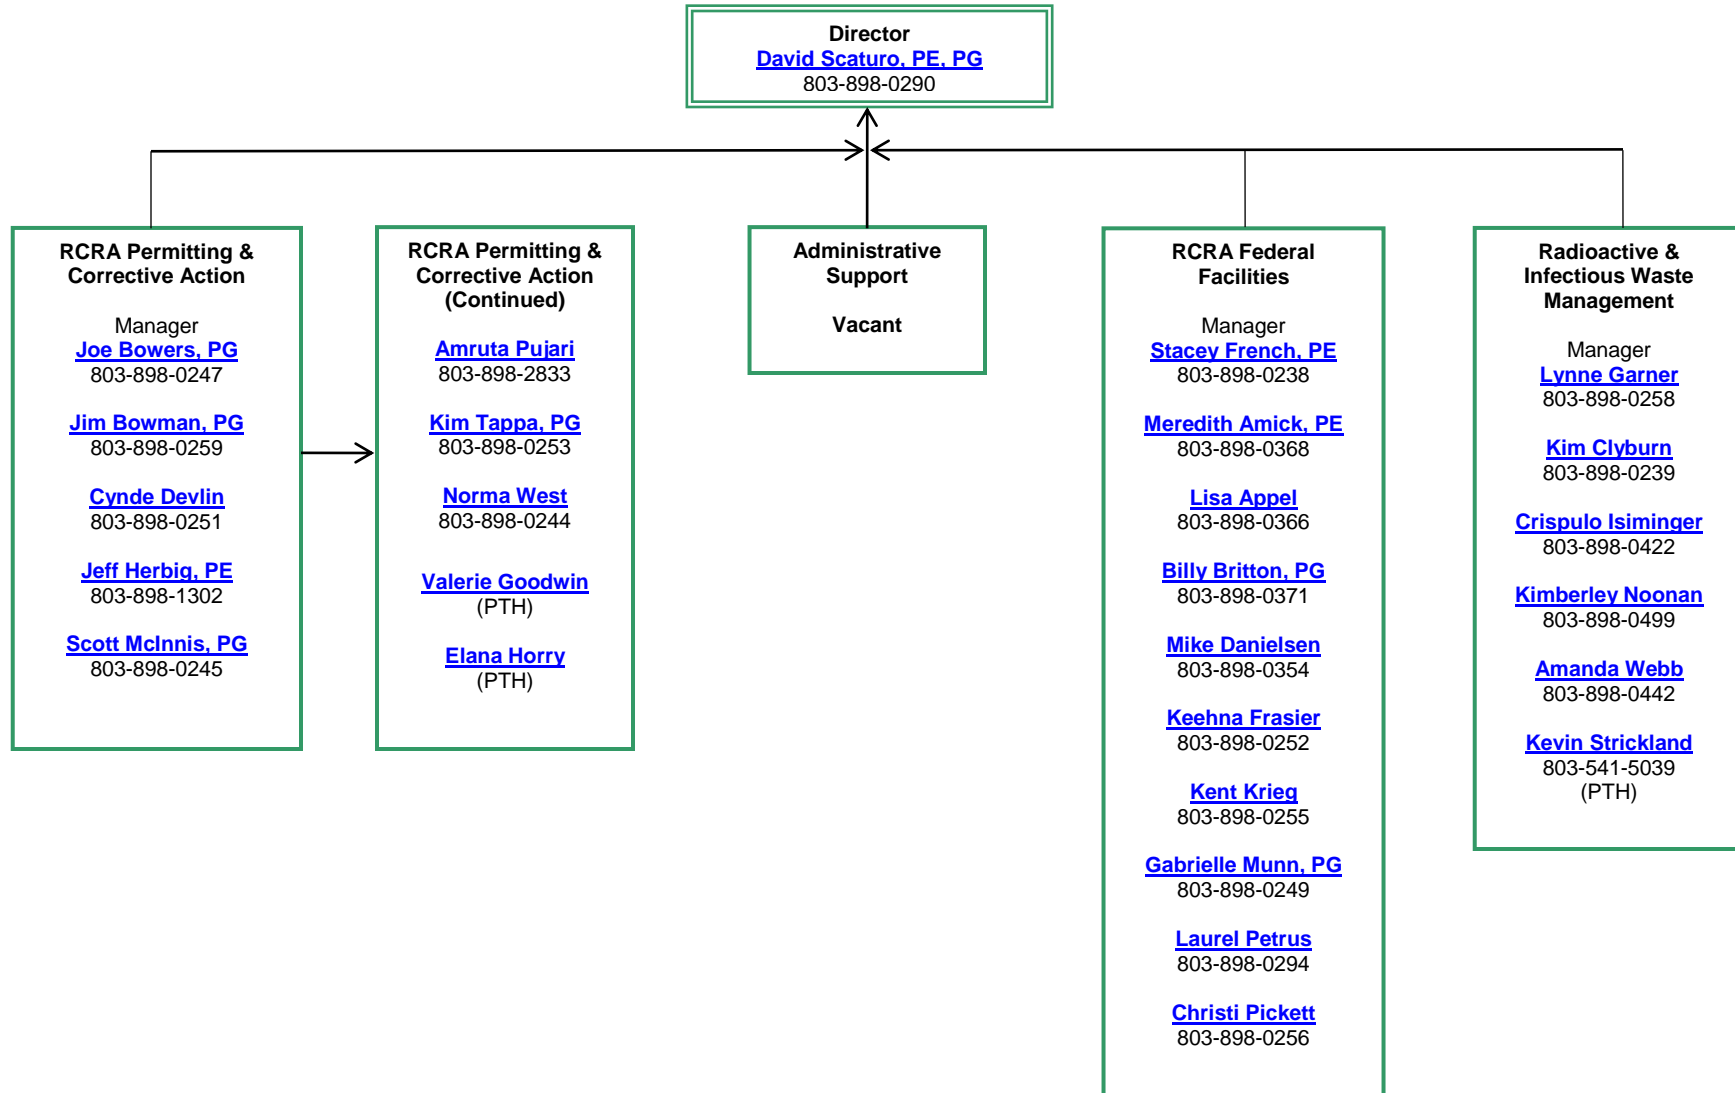 Director
David Scaturo, PE, PG
803-898-0290
RCRA Permitting &
Corrective Action
Manager
Joe Bowers, PG
803-898-0247
Jim Bowman, PG
803-898-0259
Cynde Devlin
803-898-0251
Jeff Herbig, PE
803-898-1302
Scott McInnis, PG
803-898-0245
RCRA Permitting &
Corrective Action
(Continued)
Amruta Pujari
803-898-2833
Kim Tappa, PG
803-898-0253
Norma West
803-898-0244
Valerie Goodwin
(PTH)
Elana Horry
(PTH)
Administrative
Support
Vacant
RCRA Federal
Facilities
Manager
Stacey French, PE
803-898-0238
Meredith Amick, PE
803-898-0368
Lisa Appel
803-898-0366
Billy Britton, PG
803-898-0371
Mike Danielsen
803-898-0354
Keehna Frasier
803-898-0252
Kent Krieg
803-898-0255
Gabrielle Munn, PG
803-898-0249
Laurel Petrus
803-898-0294
Christi Pickett
803-898-0256
Radioactive &
Infectious Waste
Management
Manager
Lynne Garner
803-898-0258
Kim Clyburn
803-898-0239
Crispulo Isiminger
803-898-0422
Kimberley Noonan
803-898-0499
Amanda Webb
803-898-0442
Kevin Strickland
803-541-5039
(PTH)